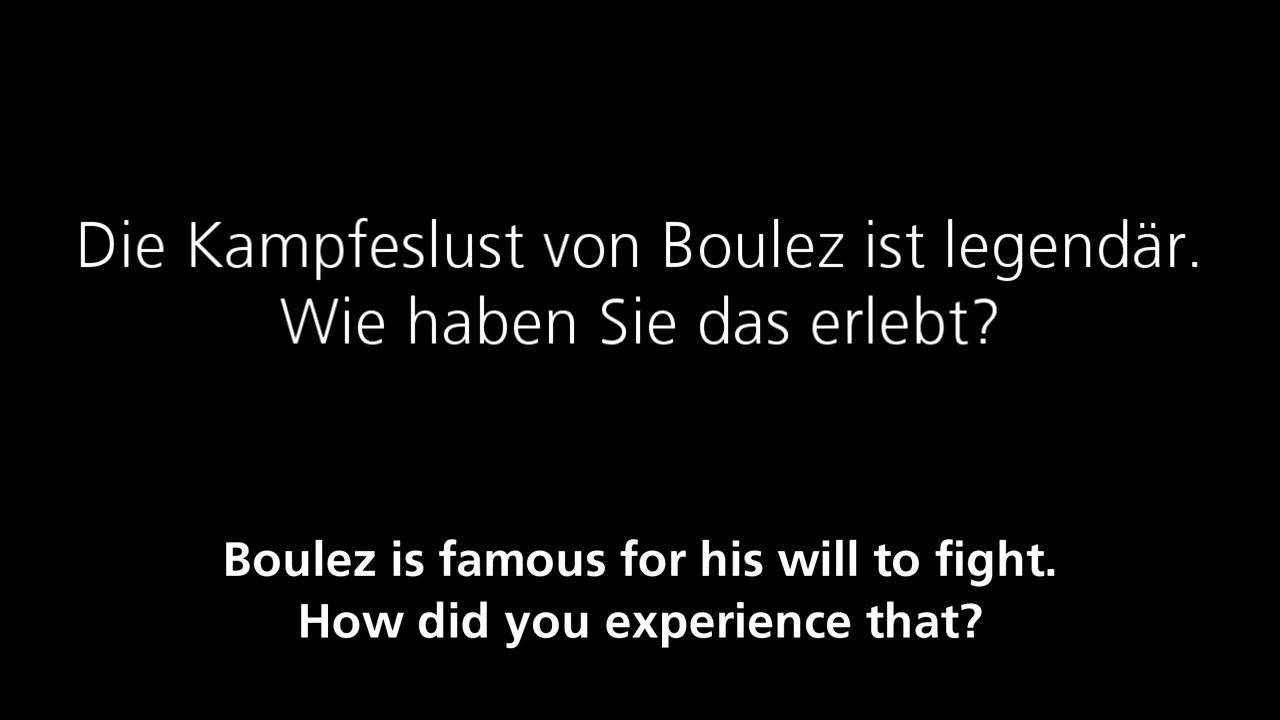 Die Kampfeslust von Boulez ist legendär.
Wie haben Sie das erlebt?
Boulez is famous for his will to fight.
How did you experience that?